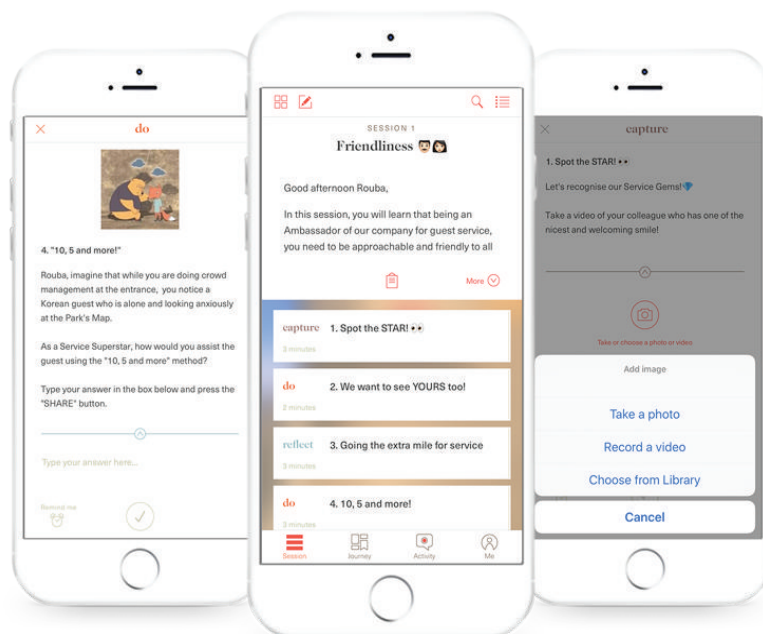 do
4. "10, 5 and more!"
Rouba, imagine that while you are doing crowd
management at the entrance, you notice a
Korean guest who is alone and looking anxiously
at the Park's Map.
As a Service Superstar, how would you assist the
guest using the "10, 5 and more" method?
Type your answer in the box below and press the
"SHARE" button.
Type your answer here...
Remind me
SESSION 1
Friendliness 👨🏻👩🏻
Good afternoon Rouba,
In this session, you will learn that being an
Ambassador of our company for guest service,
you need to be approachable and friendly to all
More
capture 1. Spot the STAR! 👀
3 minutes
do 2. We want to see YOURS too!
2 minutes
reflect 3. Going the extra mile for service
3 minutes
do 4. 10, 5 and more!
3 minutes
Session Journey Activity Me
capture
1. Spot the STAR! 👀
Let's recognise our Service Gems!💎
Take a video of your colleague who has one of the
nicest and welcoming smile!
Take or choose a photo or video
Add image
Take a photo
Record a video
Choose from Library
Cancel